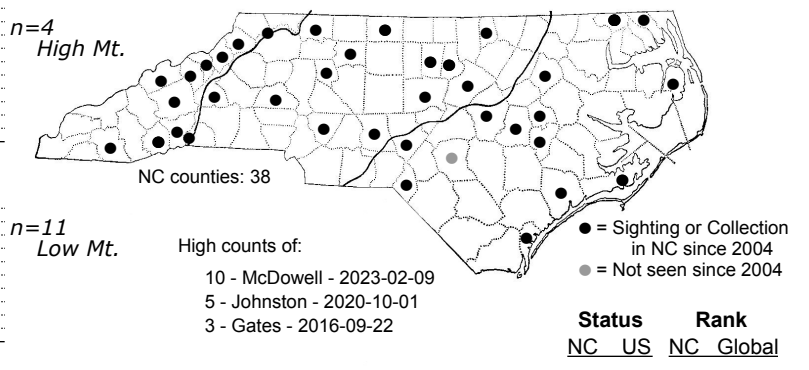 n=4
High Mt.
NC counties: 38
n=11
Low Mt.
High counts of:
10 - McDowell - 2023-02-09
5 - Johnston - 2020-10-01
3 - Gates - 2016-09-22
● = Sighting or Collection
in NC since 2004
● = Not seen since 2004
Status Rank
NC US NC Global